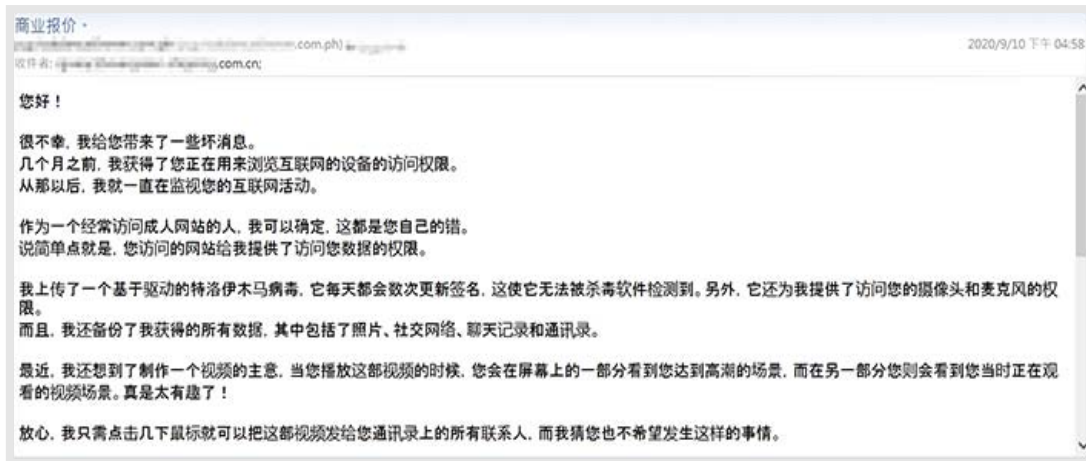 商业报价 -
.com.ph)
2020/9/10 下午 04:58
收件者:
.com.cn;
您好！
很不幸, 我给您带来了一些坏消息。
几个月之前, 我获得了您正在用来浏览互联网的设备的访问权限。
从那以后, 我就一直在监视您的互联网活动。
作为一个经常访问成人网站的人, 我可以确定, 这都是您自己的错。
说简单点就是, 您访问的网站给我提供了访问您数据的权限。
我上传了一个基于驱动的特洛伊木马病毒, 它每天都会数次更新签名, 这使它无法被杀毒软件检测到。另外, 它还为我提供了访问您的摄像头和麦克风的权
限。
而且, 我还备份了我获得的所有数据, 其中包括了照片、社交网络、聊天记录和通讯录。
最近, 我还想到了制作一个视频的主意, 当您播放这部视频的时候, 您会在屏幕上的一部分看到您达到高潮的场景, 而在另一部分您则会看到您当时正在观
看的视频场景。真是太有趣了！
放心, 我只需点击几下鼠标就可以把这部视频发给您通讯录上的所有联系人, 而我猜您也不希望发生这样的事情。